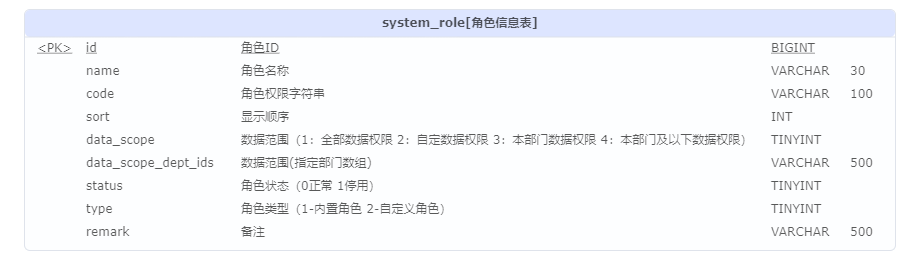 system_role[角色信息表]
<PK> id 角色ID BIGINT
name 角色名称 VARCHAR 30
code 角色权限字符串 VARCHAR 100
sort 显示顺序 INT
data_scope 数据范围（1：全部数据权限 2：自定数据权限 3：本部门数据权限 4：本部门及以下数据权限） TINYINT
data_scope_dept_ids 数据范围(指定部门数组) VARCHAR 500
status 角色状态（0正常 1停用） TINYINT
type 角色类型（1-内置角色 2-自定义角色） TINYINT
remark 备注 VARCHAR 500